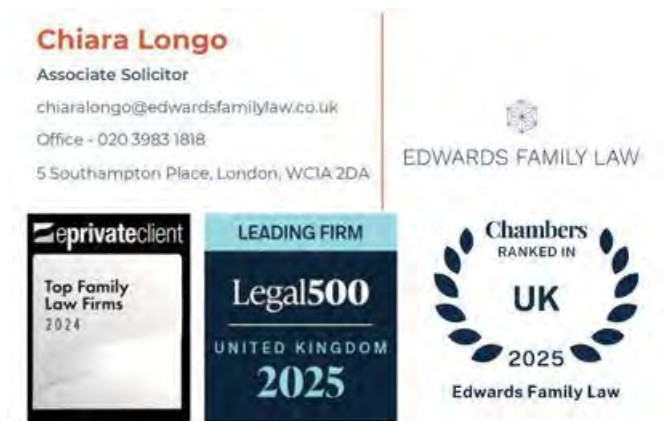 Chiara Longo
Associate Solicitor
chiaralongo@edwardsfamilylaw.co.uk
Office - 020 3983 1818
5 Southampton Place, London, WC1A 2DA
EDWARDS FAMILY LAW
eprivateclient
Top Family
Law Firms
2024
LEADING FIRM
Legal500
UNITED KINGDOM
2025
Chambers
RANKED IN
UK
2025
Edwards Family Law